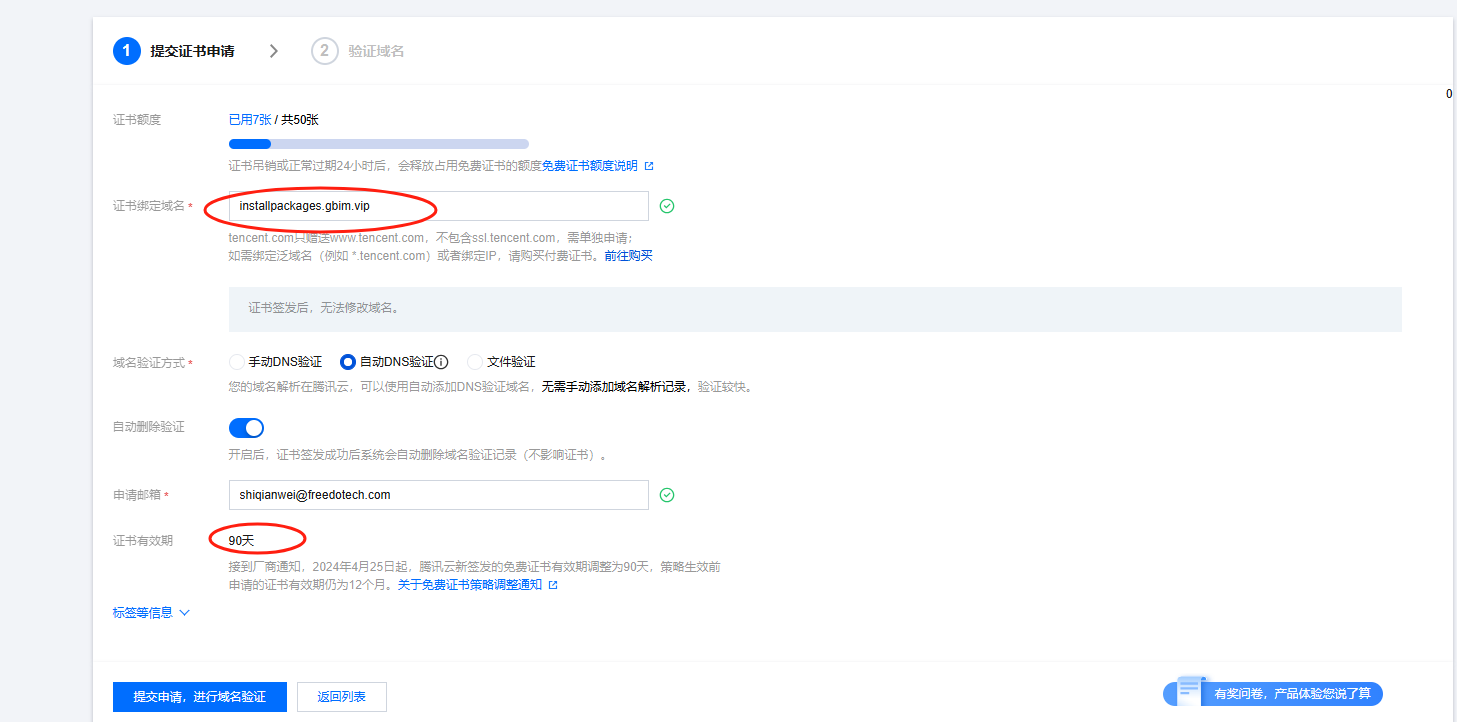 1 提交证书申请 2 验证域名
0
证书额度 已用7张 / 共50张
证书吊销或正常过期24小时后，会释放占用免费证书的额度免费证书额度说明
证书绑定域名 * installpackages.gbim.vip
tencent.com只赠送www.tencent.com，不包含ssl.tencent.com，需单独申请；
如需绑定泛域名（例如 *.tencent.com）或者绑定IP，请购买付费证书。前往购买
证书签发后，无法修改域名。
域名验证方式 * 手动DNS验证 自动DNS验证 文件验证
您的域名解析在腾讯云，可以使用自动添加DNS验证域名，无需手动添加域名解析记录，验证较快。
自动删除验证
开启后，证书签发成功后系统会自动删除域名验证记录（不影响证书）。
申请邮箱 * shiqianwei@freedotech.com
证书有效期 90天
接到厂商通知，2024年4月25日起，腾讯云新签发的免费证书有效期调整为90天，策略生效前
申请的证书有效期仍为12个月。关于免费证书策略调整通知
标签等信息
提交申请，进行域名验证 返回列表 有奖问卷，产品体验您说了算